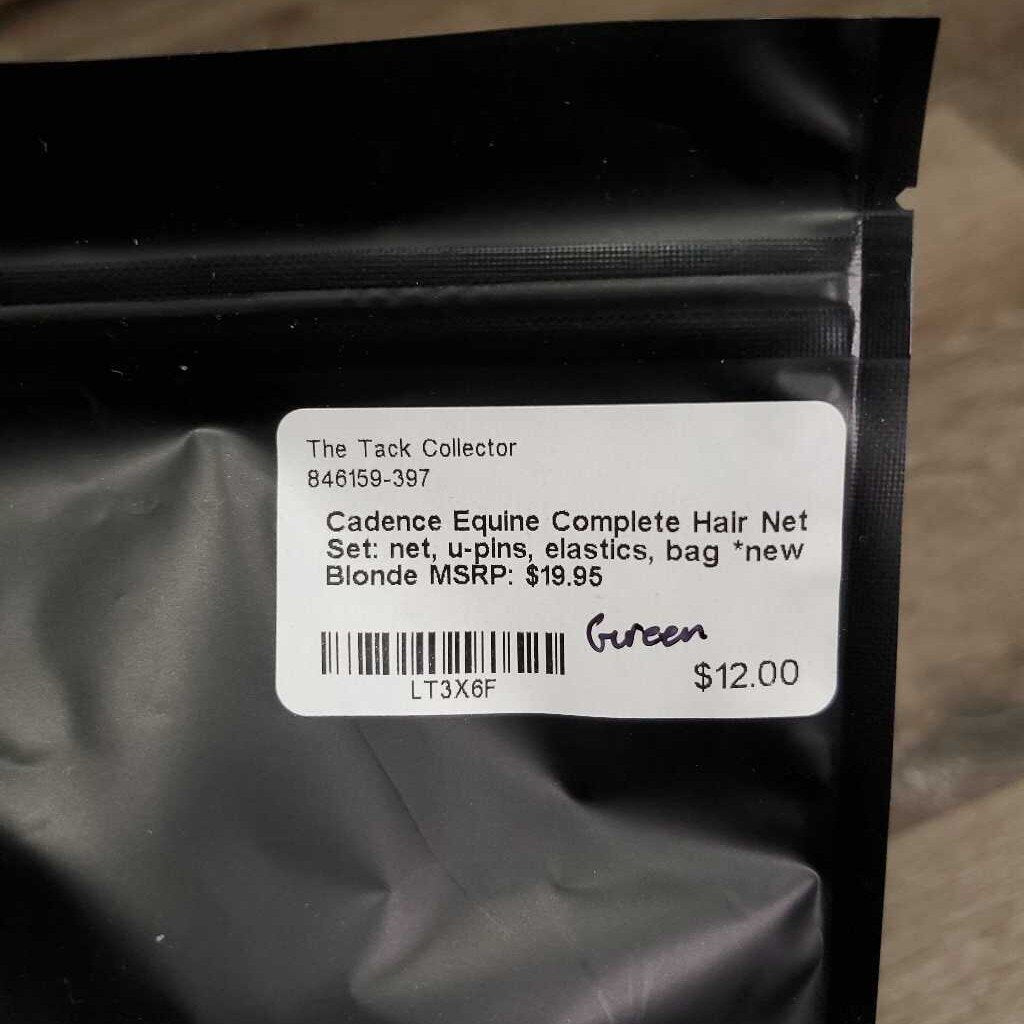 The Tack Collector
846159-397
Cadence Equine Complete Hair Net
Set: net, u-pins, elastics, bag *new
Blonde MSRP: $19.95
Green
$12.00
LT3X6F